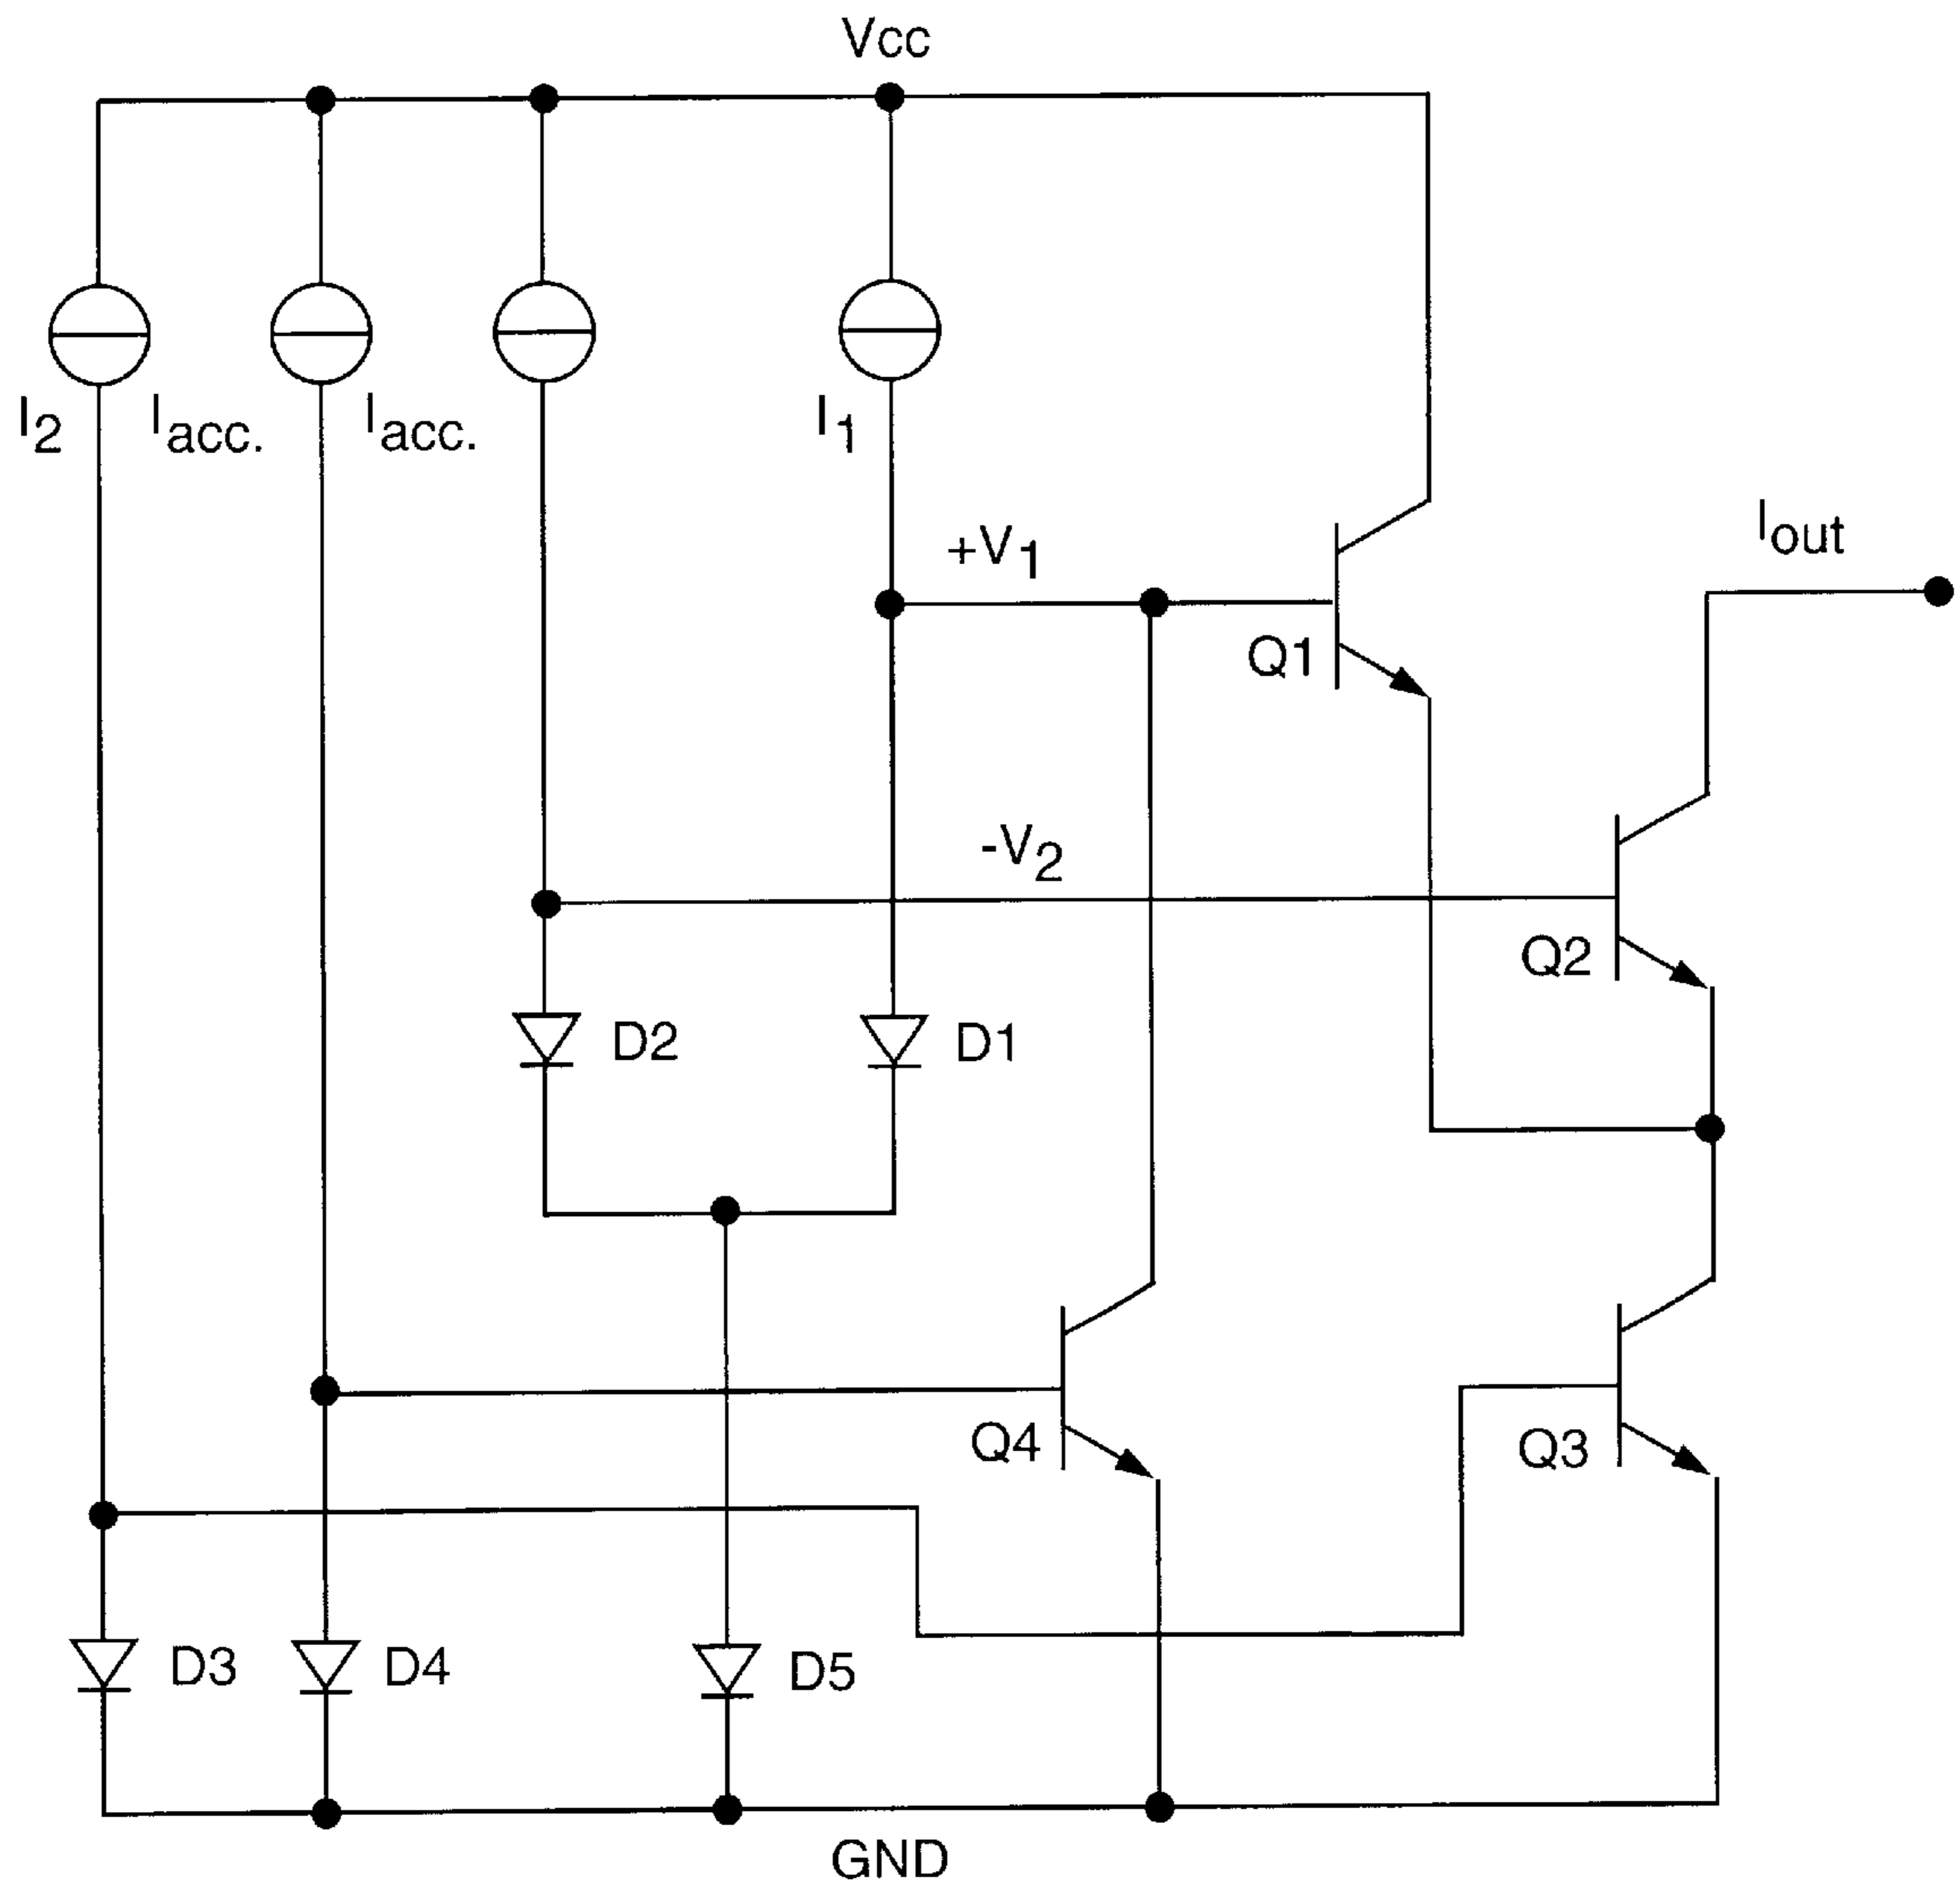 Vcc
I2
Iacc.
Iacc.
I1
+V1
Iout
Q1
-V2
Q2
D2
D1
Q4
Q3
D3
D4
D5
GND